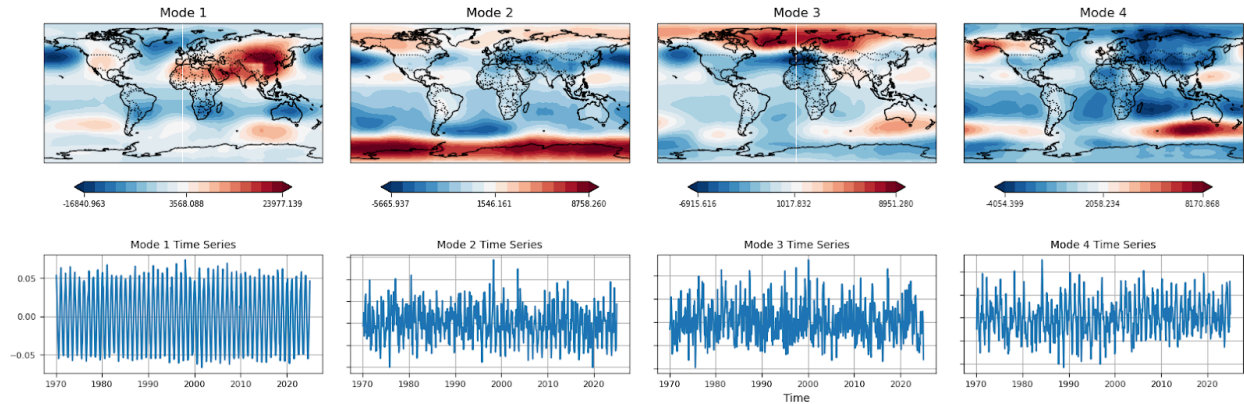 Mode 1 Mode 2 Mode 3 Mode 4
-16840.963 3568.088 23977.139 -5665.937 1546.161 8758.260 -6915.616 1017.832 8951.280 -4054.399 2058.234 8170.868
Mode 1 Time Series Mode 2 Time Series Mode 3 Time Series Mode 4 Time Series
0.05
0.00
−0.05
1970 1980 1990 2000 2010 2020 1970 1980 1990 2000 2010 2020 1970 1980 1990 2000 2010 2020 1970 1980 1990 2000 2010 2020
Time